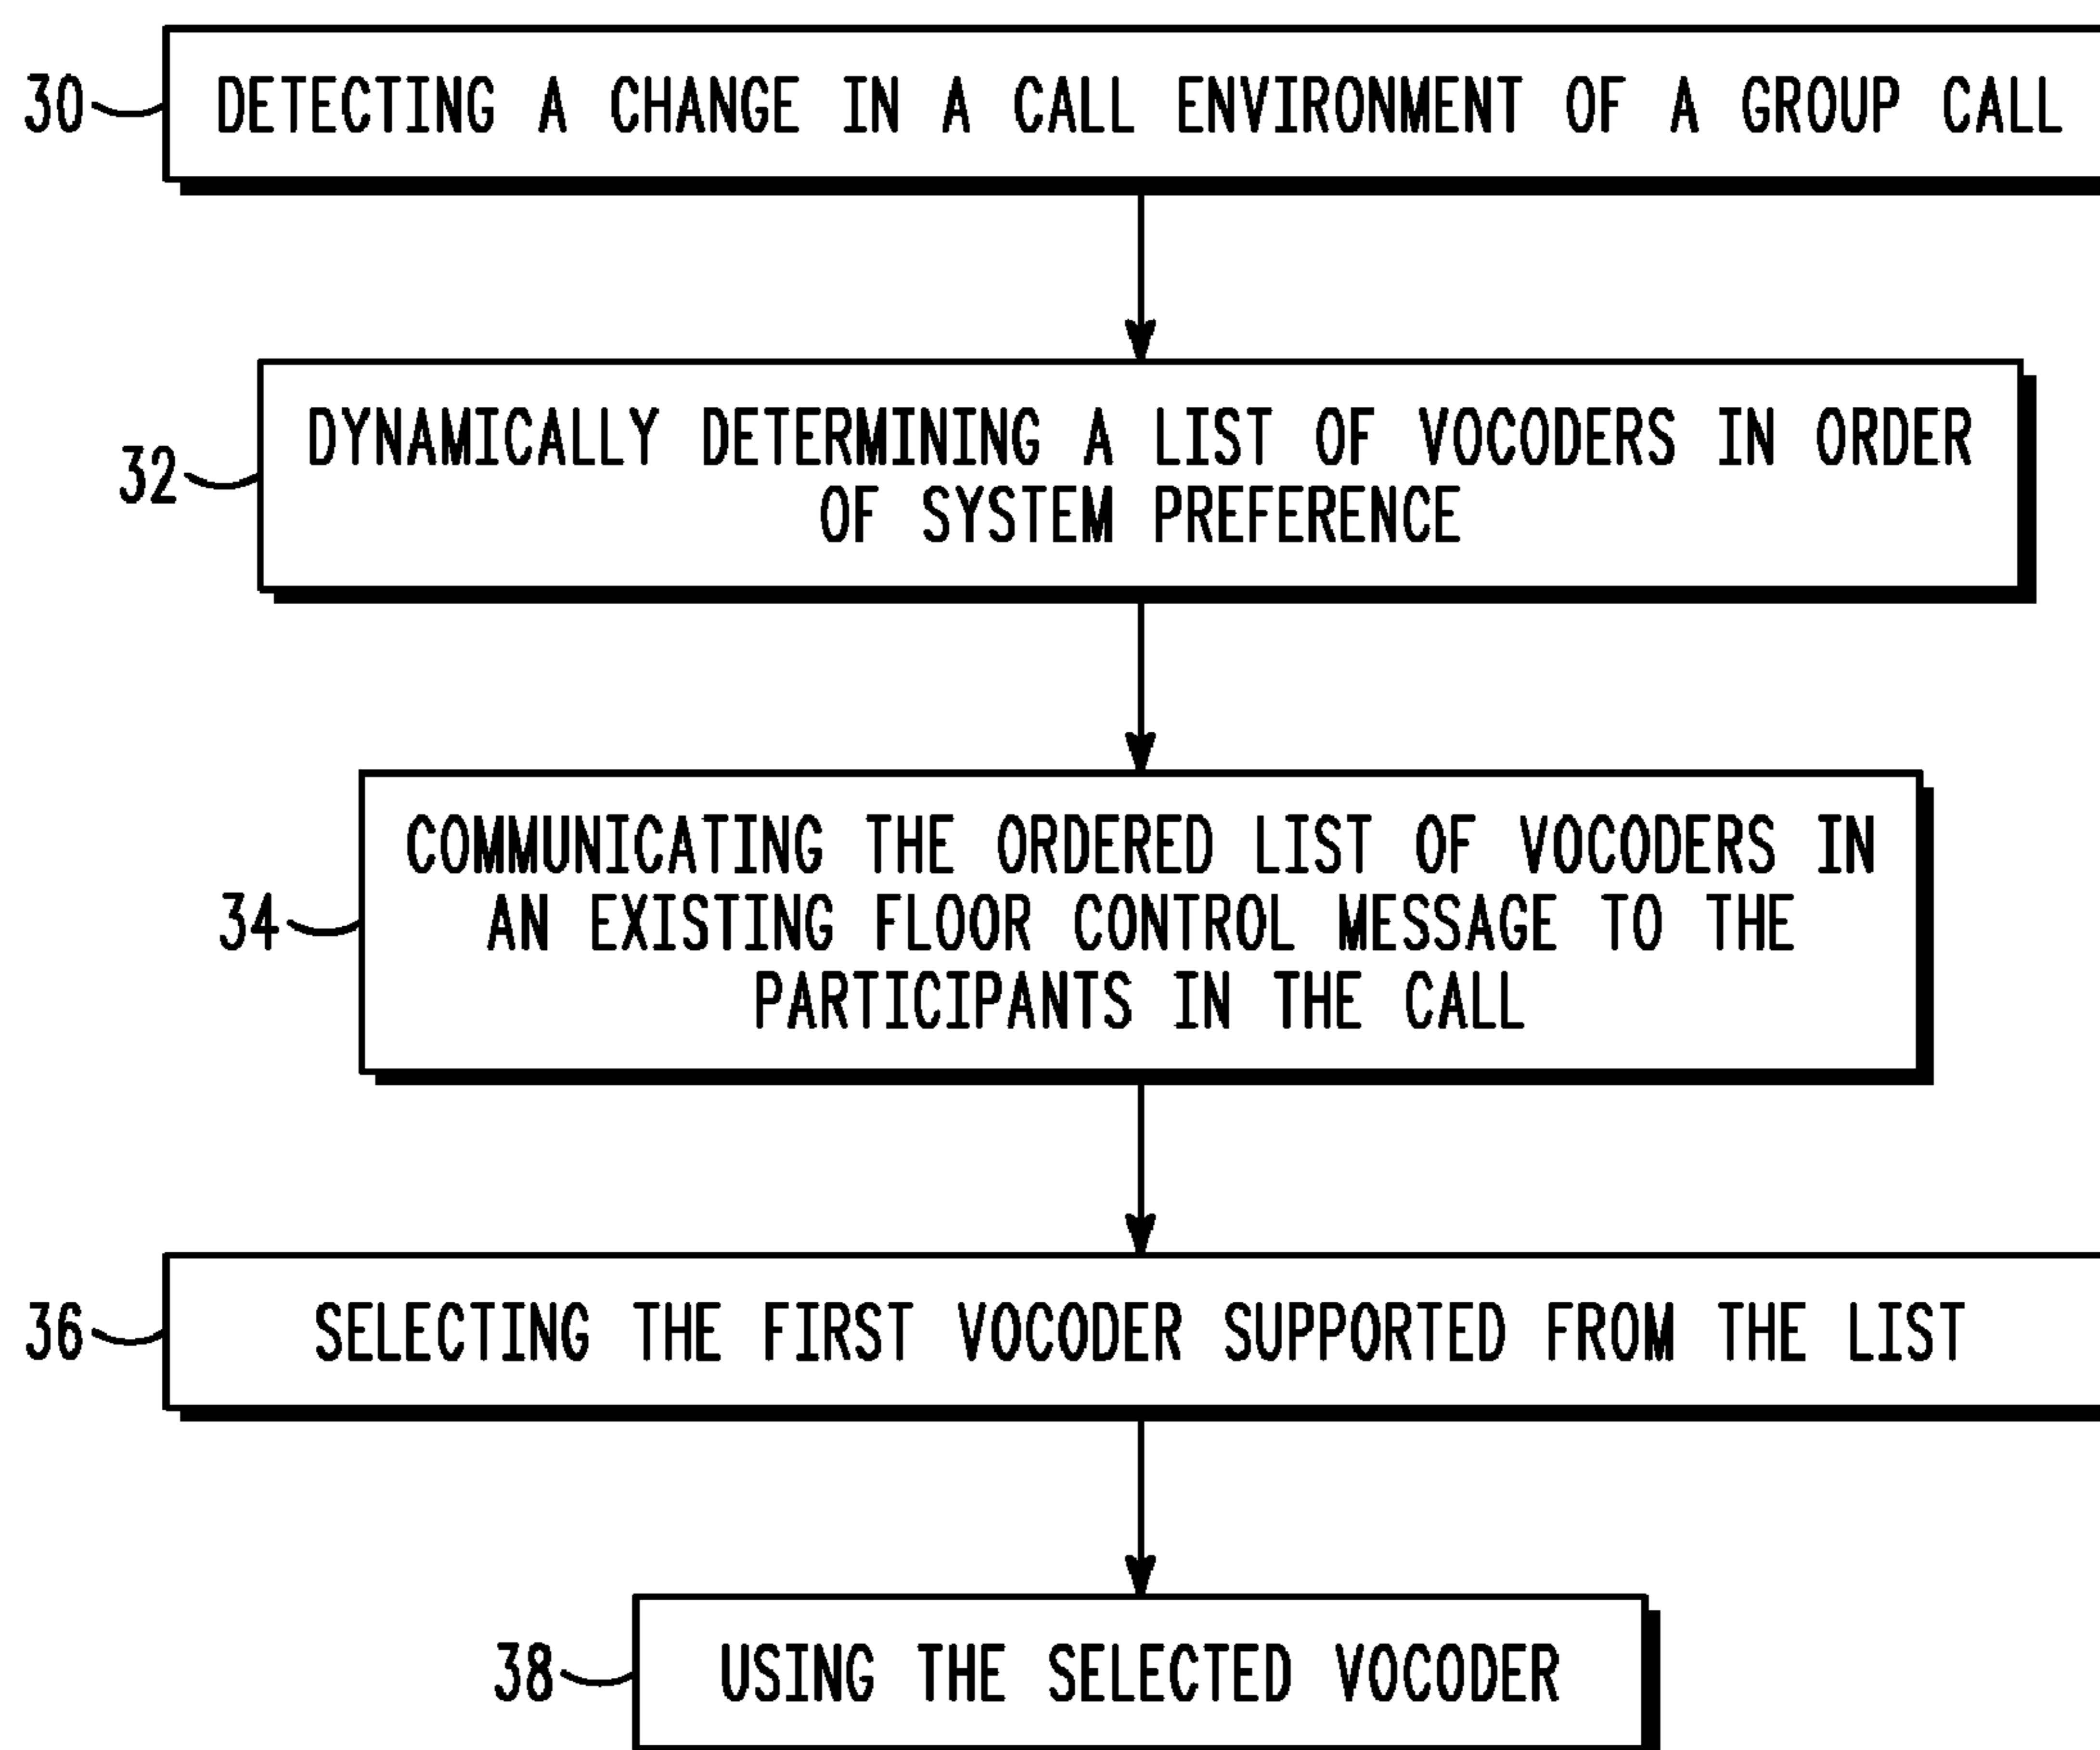 30 DETECTING A CHANGE IN A CALL ENVIRONMENT OF A GROUP CALL
32 DYNAMICALLY DETERMINING A LIST OF VOCODERS IN ORDER
OF SYSTEM PREFERENCE
COMMUNICATING THE ORDERED LIST OF VOCODERS IN
34 AN EXISTING FLOOR CONTROL MESSAGE TO THE
PARTICIPANTS IN THE CALL
36 SELECTING THE FIRST VOCODER SUPPORTED FROM THE LIST
38 USING THE SELECTED VOCODER